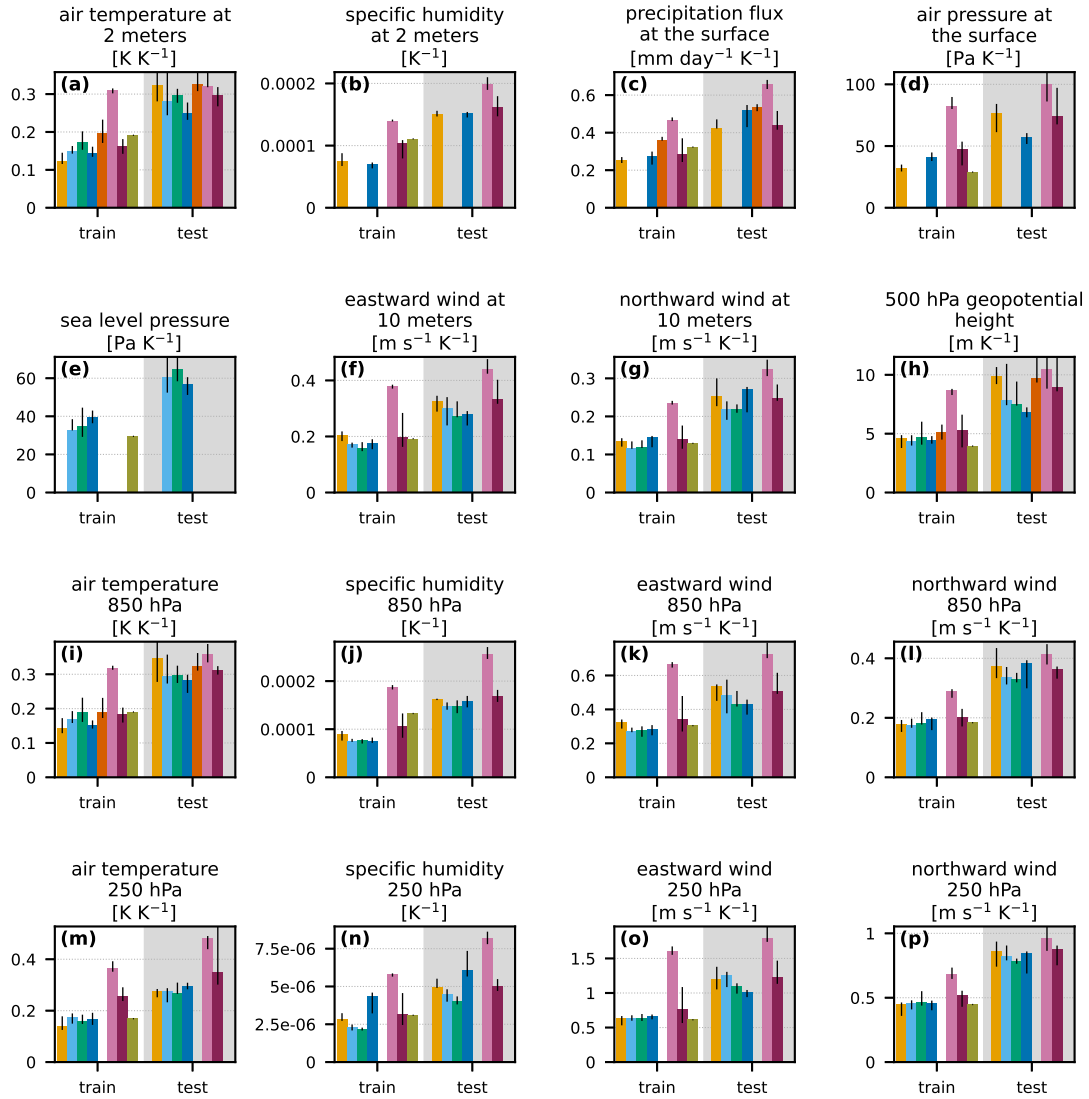 air temperature at
2 meters
[K K⁻¹]
(a)
0.3
0.2
0.1
0
train
test
specific humidity
at 2 meters
[K⁻¹]
(b)
0.0002
0.0001
0
train
test
precipitation flux
at the surface
[mm day⁻¹ K⁻¹]
(c)
0.6
0.4
0.2
0
train
test
air pressure at
the surface
[Pa K⁻¹]
(d)
100
50
0
train
test
sea level pressure
[Pa K⁻¹]
(e)
60
40
20
0
train
test
eastward wind at
10 meters
[m s⁻¹ K⁻¹]
(f)
0.4
0.2
0
train
test
northward wind at
10 meters
[m s⁻¹ K⁻¹]
(g)
0.3
0.2
0.1
0
train
test
500 hPa geopotential
height
[m K⁻¹]
(h)
10
5
0
train
test
air temperature
850 hPa
[K K⁻¹]
(i)
0.3
0.2
0.1
0
train
test
specific humidity
850 hPa
[K⁻¹]
(j)
0.0002
0.0001
0
train
test
eastward wind
850 hPa
[m s⁻¹ K⁻¹]
(k)
0.6
0.4
0.2
0
train
test
northward wind
850 hPa
[m s⁻¹ K⁻¹]
(l)
0.4
0.2
0
train
test
air temperature
250 hPa
[K K⁻¹]
(m)
0.4
0.2
0
train
test
specific humidity
250 hPa
[K⁻¹]
(n)
7.5e-06
5e-06
2.5e-06
0
train
test
eastward wind
250 hPa
[m s⁻¹ K⁻¹]
(o)
1.5
1
0.5
0
train
test
northward wind
250 hPa
[m s⁻¹ K⁻¹]
(p)
1
0.5
0
train
test